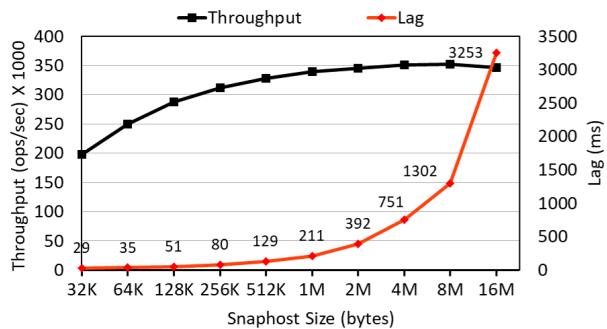 Throughput Lag
Throughput (ops/sec) X 1000
400
350
300
250
200
150
100
50
0
29 35 51 80 129 211 392 751 1302 3253
3500
3000
2500
2000
1500
1000
500
0
Lag (ms)
32K 64K 128K 256K 512K 1M 2M 4M 8M 16M
Snaphost Size (bytes)